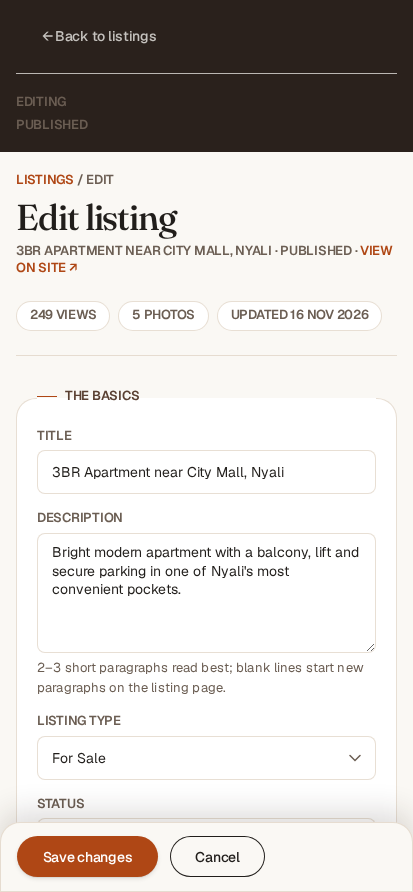 ← Back to listings
EDITING
PUBLISHED
LISTINGS / EDIT
Edit listing
3BR APARTMENT NEAR CITY MALL, NYALI · PUBLISHED · VIEW
ON SITE ↗
249 VIEWS
5 PHOTOS
UPDATED 16 NOV 2026
THE BASICS
TITLE
3BR Apartment near City Mall, Nyali
DESCRIPTION
Bright modern apartment with a balcony, lift and
secure parking in one of Nyali's most
convenient pockets.
2–3 short paragraphs read best; blank lines start new
paragraphs on the listing page.
LISTING TYPE
For Sale
STATUS
Save changes
Cancel